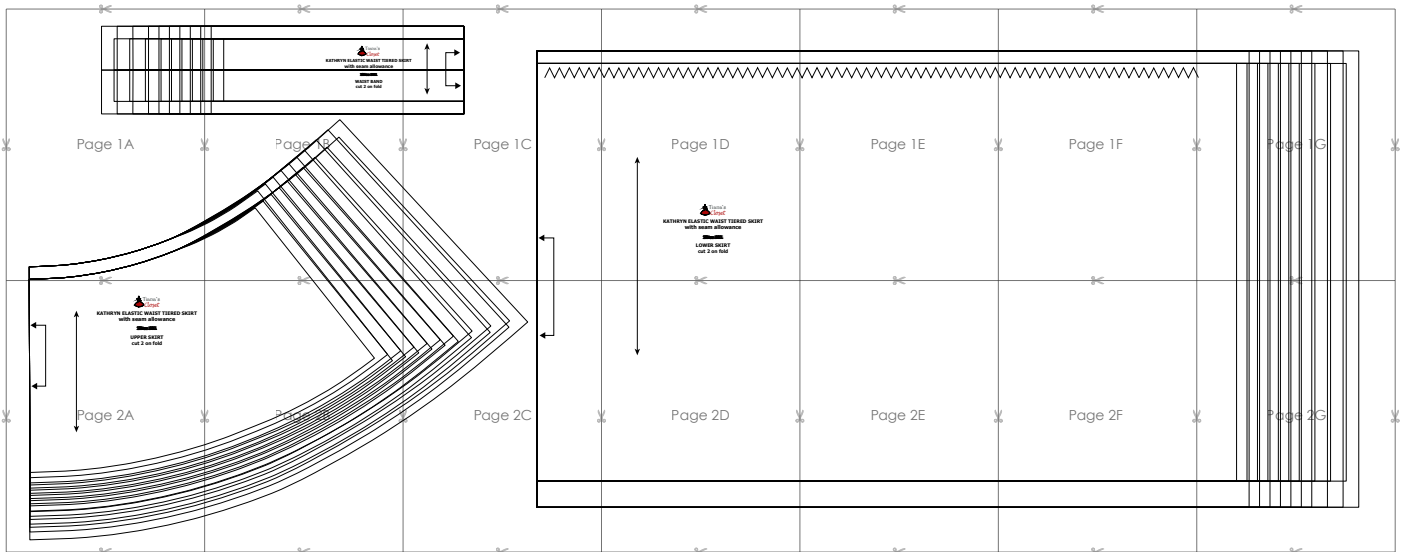 Tiana's
Closet
KATHRYN ELASTIC WAIST TIERED SKIRT
with seam allowance
WAIST BAND
cut 2 on fold
Page 1A
Page 1B
Page 1C
Page 1D
Page 1E
Page 1F
Page 1G
Tiana's
Closet
KATHRYN ELASTIC WAIST TIERED SKIRT
with seam allowance
LOWER SKIRT
cut 2 on fold
Tiana's
Closet
KATHRYN ELASTIC WAIST TIERED SKIRT
with seam allowance
UPPER SKIRT
cut 2 on fold
Page 2A
Page 2B
Page 2C
Page 2D
Page 2E
Page 2F
Page 2G